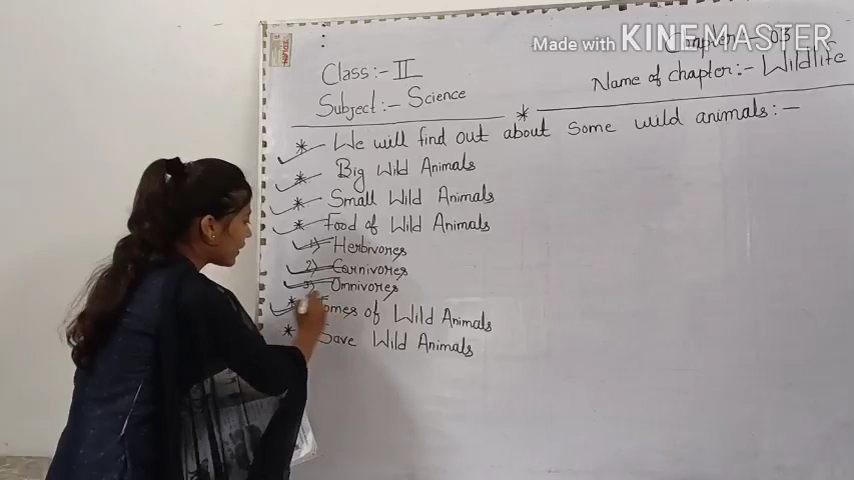 Made with KINEMASTER
Chapter - 03
Class:- II
Name of chapter:- Wildlife
Subject:- Science
* We will find out about some wild animals:-
* Big Wild Animals
* Small Wild Animals
* Food of Wild Animals
1) Herbivores
2) Carnivores
3) Omnivores
* Homes of Wild Animals
* Save Wild Animals